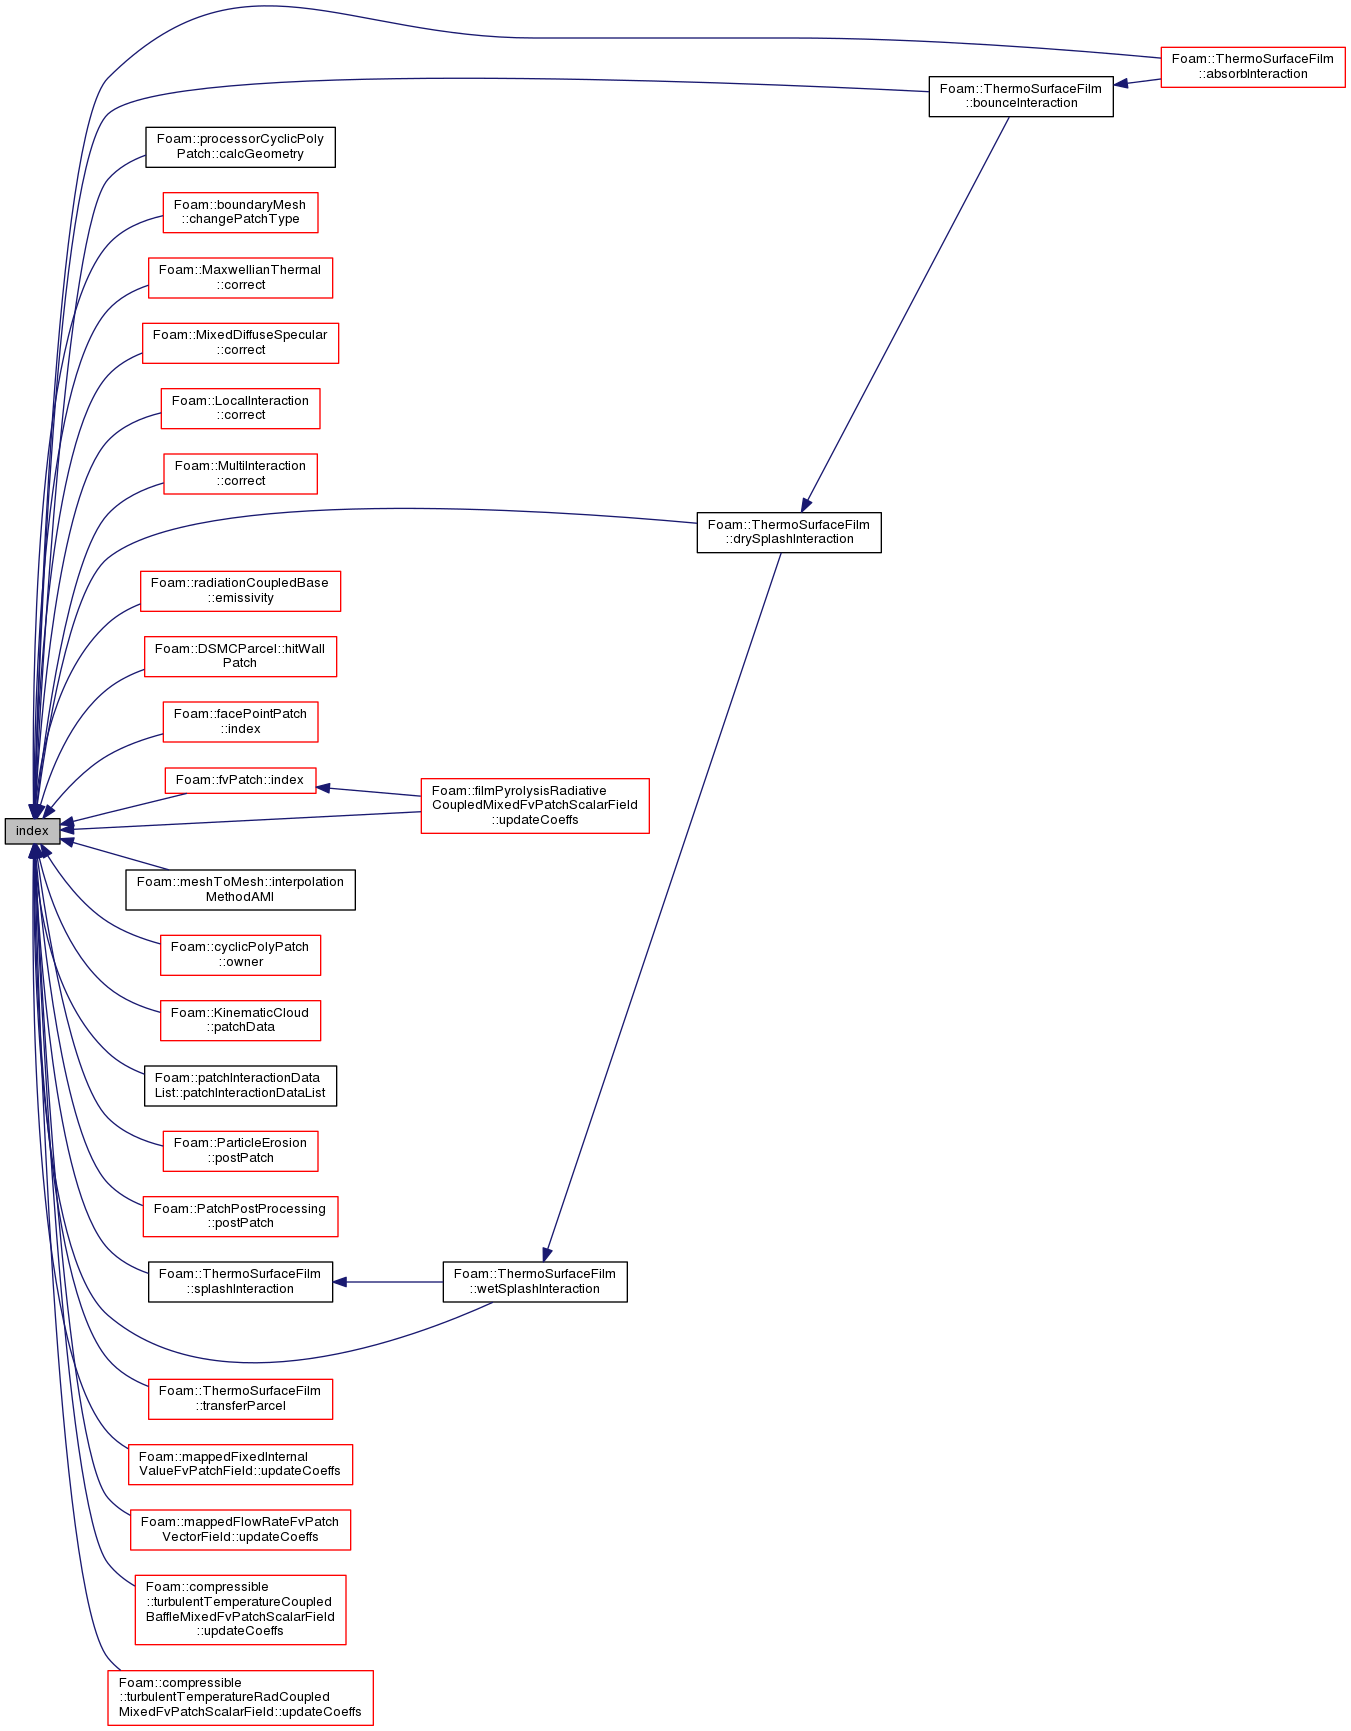 Foam::ThermoSurfaceFilm
::absorbInteraction
Foam::ThermoSurfaceFilm
::bounceInteraction
Foam::processorCyclicPoly
Patch::calcGeometry
Foam::boundaryMesh
::changePatchType
Foam::MaxwellianThermal
::correct
Foam::MixedDiffuseSpecular
::correct
Foam::LocalInteraction
::correct
Foam::MultiInteraction
::correct
Foam::ThermoSurfaceFilm
::drySplashInteraction
Foam::radiationCoupledBase
::emissivity
Foam::DSMCParcel::hitWall
Patch
Foam::facePointPatch
::index
Foam::fvPatch::index
Foam::filmPyrolysisRadiative
CoupledMixedFvPatchScalarField
::updateCoeffs
index
Foam::meshToMesh::interpolation
MethodAMI
Foam::cyclicPolyPatch
::owner
Foam::KinematicCloud
::patchData
Foam::patchInteractionData
List::patchInteractionDataList
Foam::ParticleErosion
::postPatch
Foam::PatchPostProcessing
::postPatch
Foam::ThermoSurfaceFilm
::splashInteraction
Foam::ThermoSurfaceFilm
::wetSplashInteraction
Foam::ThermoSurfaceFilm
::transferParcel
Foam::mappedFixedInternal
ValueFvPatchField::updateCoeffs
Foam::mappedFlowRateFvPatch
VectorField::updateCoeffs
Foam::compressible
::turbulentTemperatureCoupled
BaffleMixedFvPatchScalarField
::updateCoeffs
Foam::compressible
::turbulentTemperatureRadCoupled
MixedFvPatchScalarField::updateCoeffs